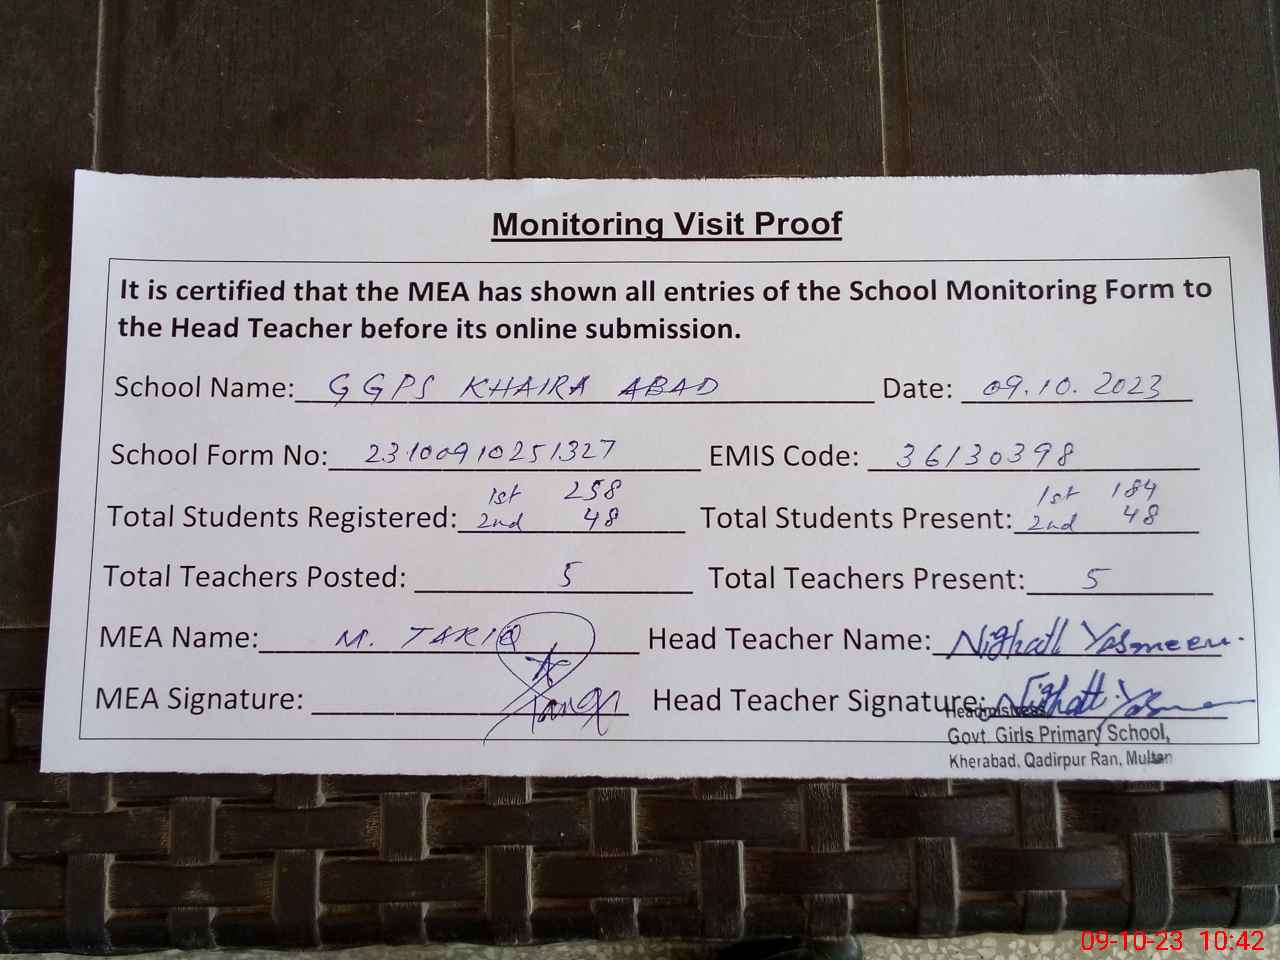 Monitoring Visit Proof
It is certified that the MEA has shown all entries of the School Monitoring Form to
the Head Teacher before its online submission.
School Name: GGPS KHAIRA ABAD Date: 09.10.2023
School Form No: 23100910251327 EMIS Code: 36130398
1st 258 1st 184
Total Students Registered: 2nd 48 Total Students Present: 2nd 48
Total Teachers Posted: 5 Total Teachers Present: 5
MEA Name: M. TARIQ Head Teacher Name: Nighatt Yasmeen.
MEA Signature: Head Teacher Signature: Nighatt Yasmeen
Headmistress
Govt. Girls Primary School,
Kherabad, Qadirpur Ran, Multan
09-10-23 10:42